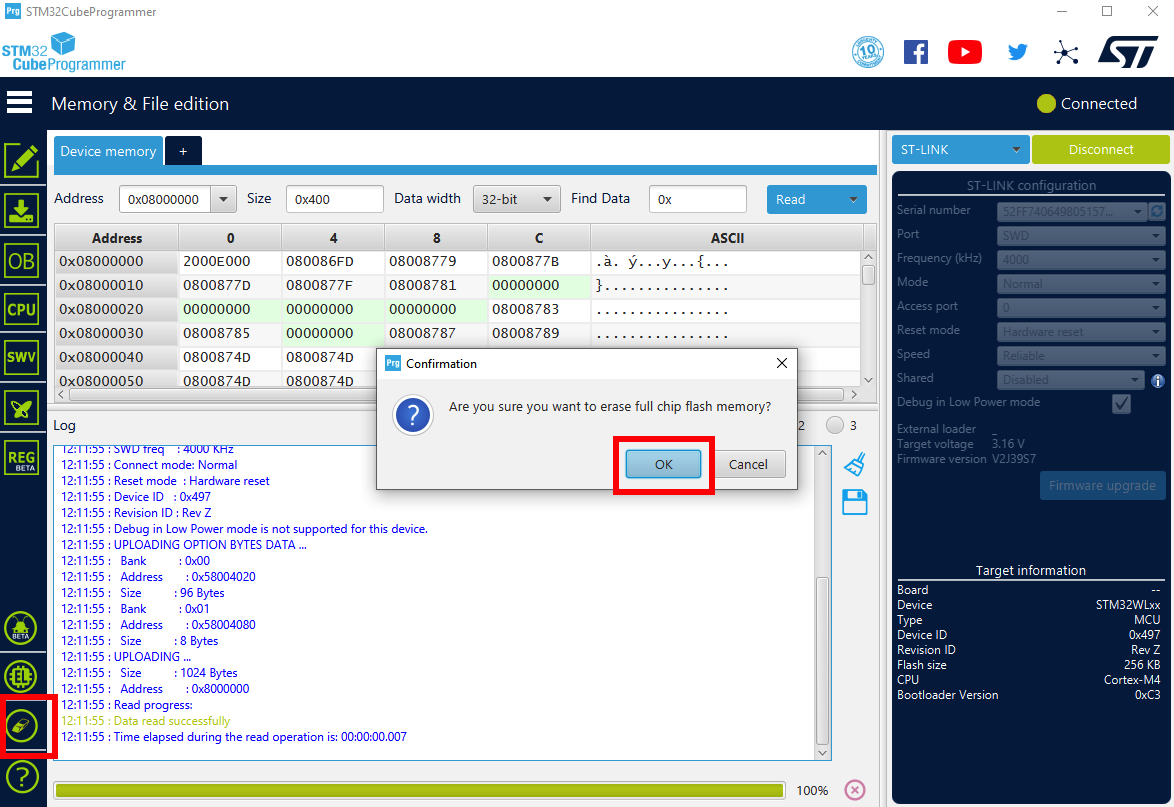 Prg STM32CubeProgrammer
STM32
CubeProgrammer
10
ST
Memory & File edition
Connected
Device memory
+
ST-LINK
Disconnect
Address 0x08000000 Size 0x400 Data width 32-bit Find Data 0x Read
Address 0 4 8 C ASCII
0x08000000 2000E000 080086FD 08008779 0800877B .à. ý...y...{...
0x08000010 0800877D 0800877F 08008781 00000000 }...............
0x08000020 00000000 00000000 00000000 08008783 ................
0x08000030 08008785 00000000 08008787 08008789 ................
0x08000040 0800874D 0800874D
0x08000050 0800874D 0800874D
Prg Confirmation
Are you sure you want to erase full chip flash memory?
OK
Cancel
Log
2
3
12:11:55 : SWD freq : 4000 KHz
12:11:55 : Connect mode: Normal
12:11:55 : Reset mode : Hardware reset
12:11:55 : Device ID : 0x497
12:11:55 : Revision ID : Rev Z
12:11:55 : Debug in Low Power mode is not supported for this device.
12:11:55 : UPLOADING OPTION BYTES DATA ...
12:11:55 : Bank : 0x00
12:11:55 : Address : 0x58004020
12:11:55 : Size : 96 Bytes
12:11:55 : Bank : 0x01
12:11:55 : Address : 0x58004080
12:11:55 : Size : 8 Bytes
12:11:55 : UPLOADING ...
12:11:55 : Size : 1024 Bytes
12:11:55 : Address : 0x8000000
12:11:55 : Read progress:
12:11:55 : Data read successfully
12:11:55 : Time elapsed during the read operation is: 00:00:00.007
100%
OB
CPU
SWV
REG
BETA
BETA
EL
?
ST-LINK configuration
Serial number 52FF740649805157...
Port SWD
Frequency (kHz) 4000
Mode Normal
Access port 0
Reset mode Hardware reset
Speed Reliable
Shared Disabled
Debug in Low Power mode
External loader _
Target voltage 3.16 V
Firmware version V2J39S7
Firmware upgrade
Target information
Board --
Device STM32WLxx
Type MCU
Device ID 0x497
Revision ID Rev Z
Flash size 256 KB
CPU Cortex-M4
Bootloader Version 0xC3